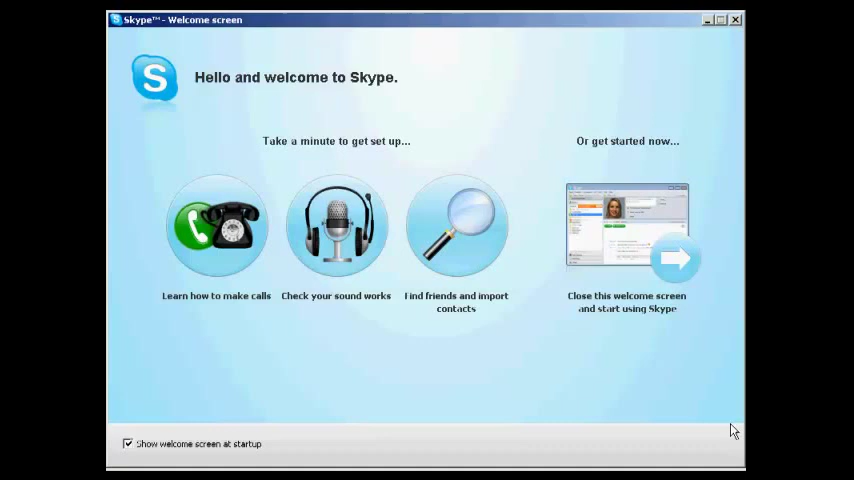 Skype™ - Welcome screen
S
Hello and welcome to Skype.
Take a minute to get set up...
Or get started now...
Learn how to make calls
Check your sound works
Find friends and import
contacts
Close this welcome screen
and start using Skype
Show welcome screen at startup